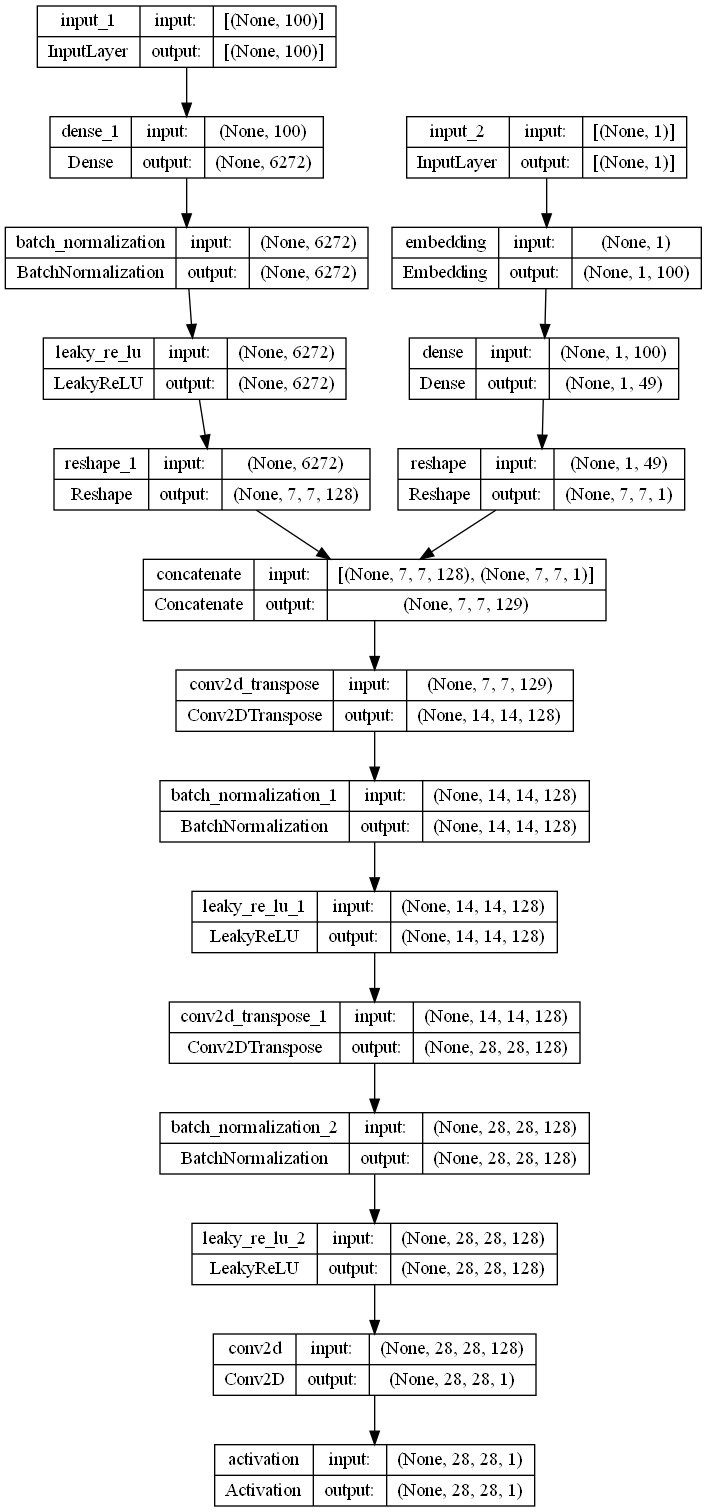 input_1 input: [(None, 100)]
InputLayer output: [(None, 100)]
dense_1 input: (None, 100)
Dense output: (None, 6272)
input_2 input: [(None, 1)]
InputLayer output: [(None, 1)]
batch_normalization input: (None, 6272)
BatchNormalization output: (None, 6272)
embedding input: (None, 1)
Embedding output: (None, 1, 100)
leaky_re_lu input: (None, 6272)
LeakyReLU output: (None, 6272)
dense input: (None, 1, 100)
Dense output: (None, 1, 49)
reshape_1 input: (None, 6272)
Reshape output: (None, 7, 7, 128)
reshape input: (None, 1, 49)
Reshape output: (None, 7, 7, 1)
concatenate input: [(None, 7, 7, 128), (None, 7, 7, 1)]
Concatenate output: (None, 7, 7, 129)
conv2d_transpose input: (None, 7, 7, 129)
Conv2DTranspose output: (None, 14, 14, 128)
batch_normalization_1 input: (None, 14, 14, 128)
BatchNormalization output: (None, 14, 14, 128)
leaky_re_lu_1 input: (None, 14, 14, 128)
LeakyReLU output: (None, 14, 14, 128)
conv2d_transpose_1 input: (None, 14, 14, 128)
Conv2DTranspose output: (None, 28, 28, 128)
batch_normalization_2 input: (None, 28, 28, 128)
BatchNormalization output: (None, 28, 28, 128)
leaky_re_lu_2 input: (None, 28, 28, 128)
LeakyReLU output: (None, 28, 28, 128)
conv2d input: (None, 28, 28, 128)
Conv2D output: (None, 28, 28, 1)
activation input: (None, 28, 28, 1)
Activation output: (None, 28, 28, 1)